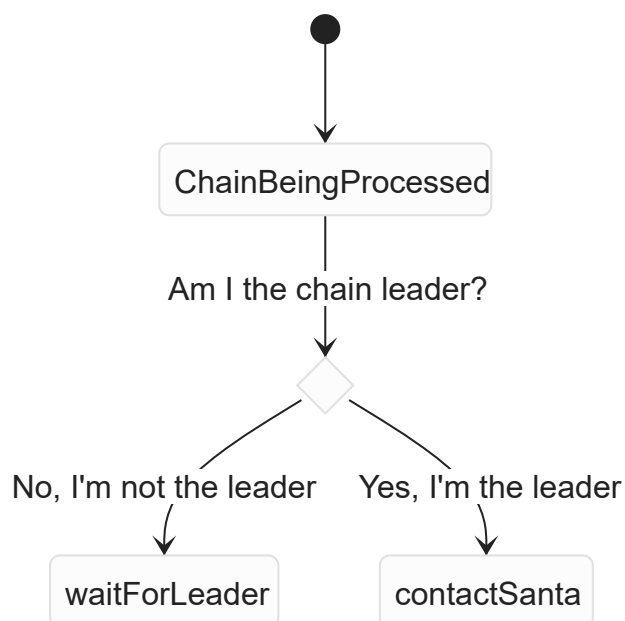 ChainBeingProcessed
Am I the chain leader?
No, I'm not the leader
Yes, I'm the leader
waitForLeader
contactSanta